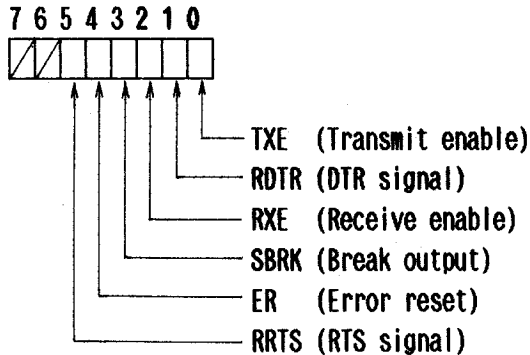 7 6 5 4 3 2 1 0
TXE (Transmit enable)
RDTR (DTR signal)
RXE (Receive enable)
SBRK (Break output)
ER (Error reset)
RRTS (RTS signal)